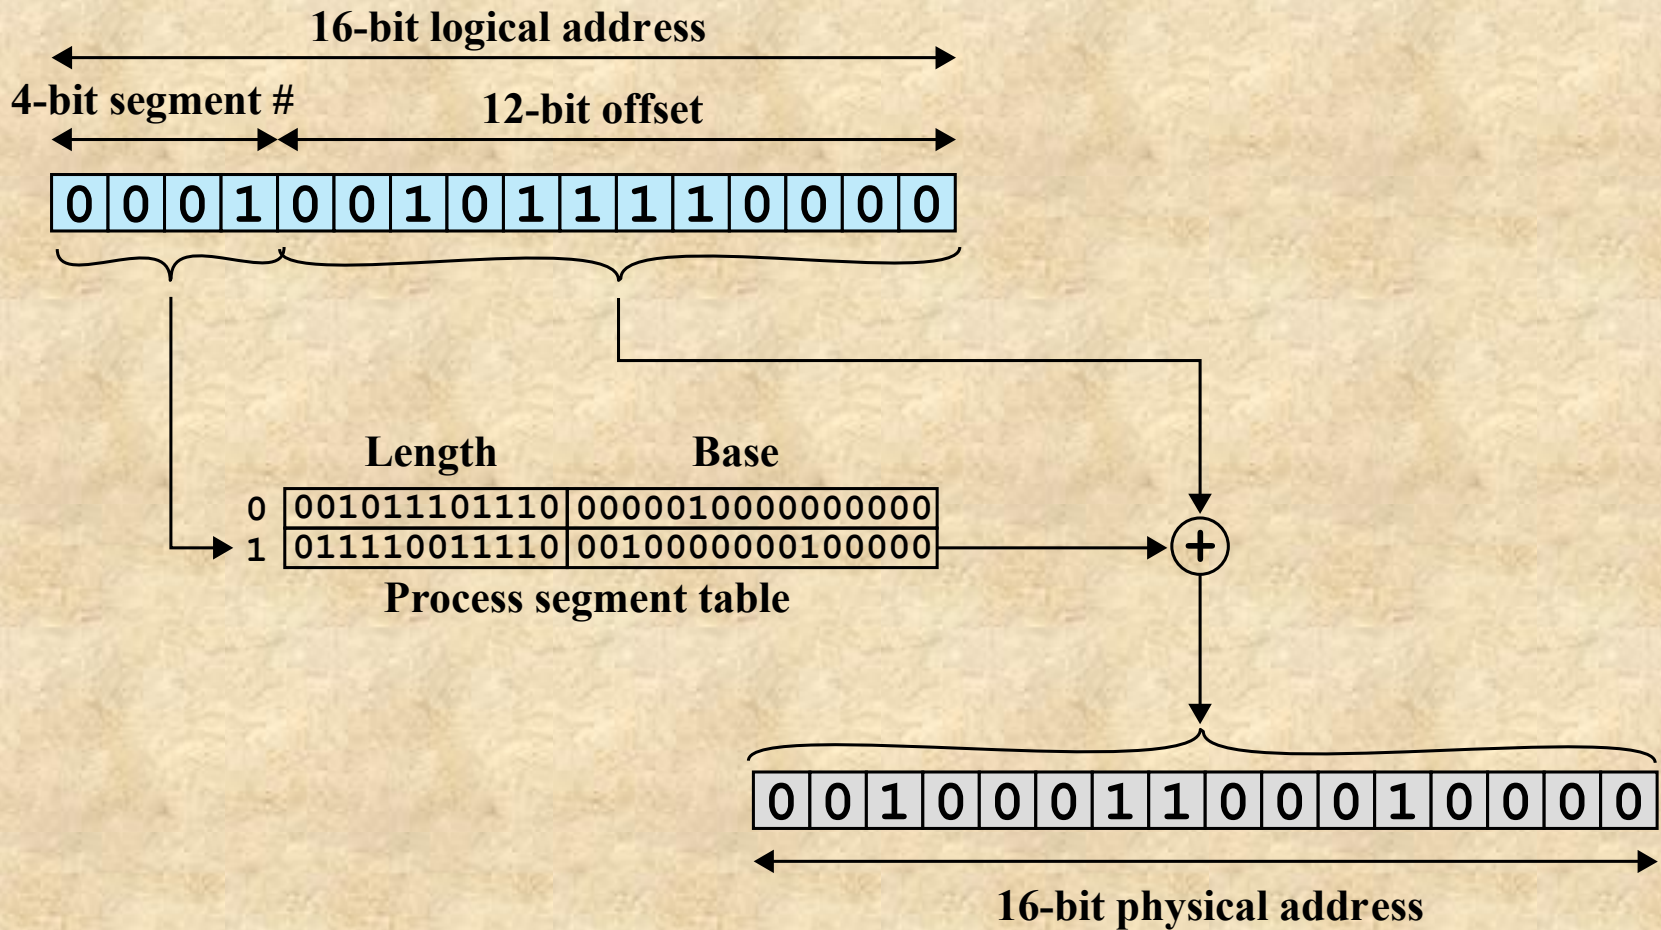 16-bit logical address
4-bit segment #
12-bit offset
0 0 0 1 0 0 1 0 1 1 1 1 0 0 0 0
Length Base
0 001011101110 0000010000000000
1 011110011110 0010000000100000
+
Process segment table
0 0 1 0 0 0 1 1 0 0 0 1 0 0 0 0
16-bit physical address